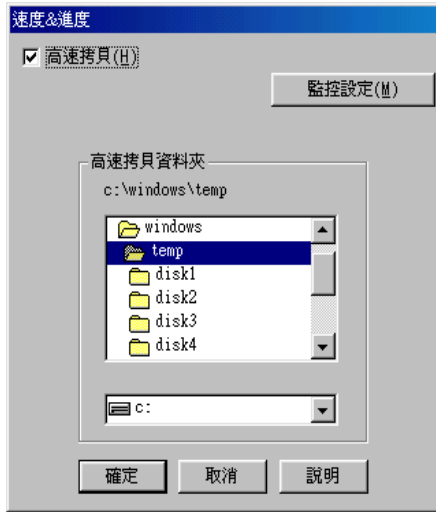 速度&進度
高速拷貝(H)
監控設定(M)
高速拷貝資料夾
c:\windows\temp
windows
temp
disk1
disk2
disk3
disk4
c:
確定 取消 說明